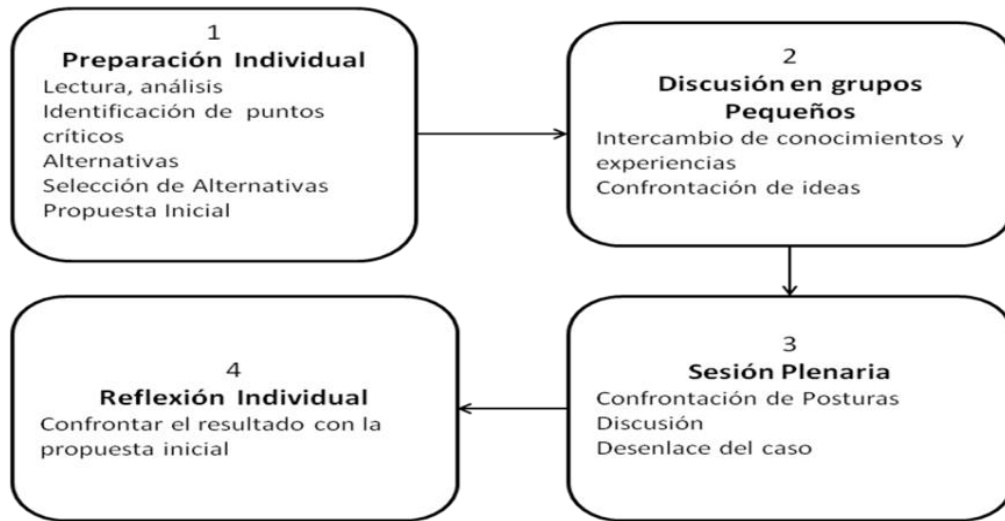 1
Preparación Individual
Lectura, análisis
Identificación de puntos
críticos
Alternativas
Selección de Alternativas
Propuesta Inicial
2
Discusión en grupos
Pequeños
Intercambio de conocimientos y
experiencias
Confrontación de ideas
3
Sesión Plenaria
Confrontación de Posturas
Discusión
Desenlace del caso
4
Reflexión Individual
Confrontar el resultado con la
propuesta inicial